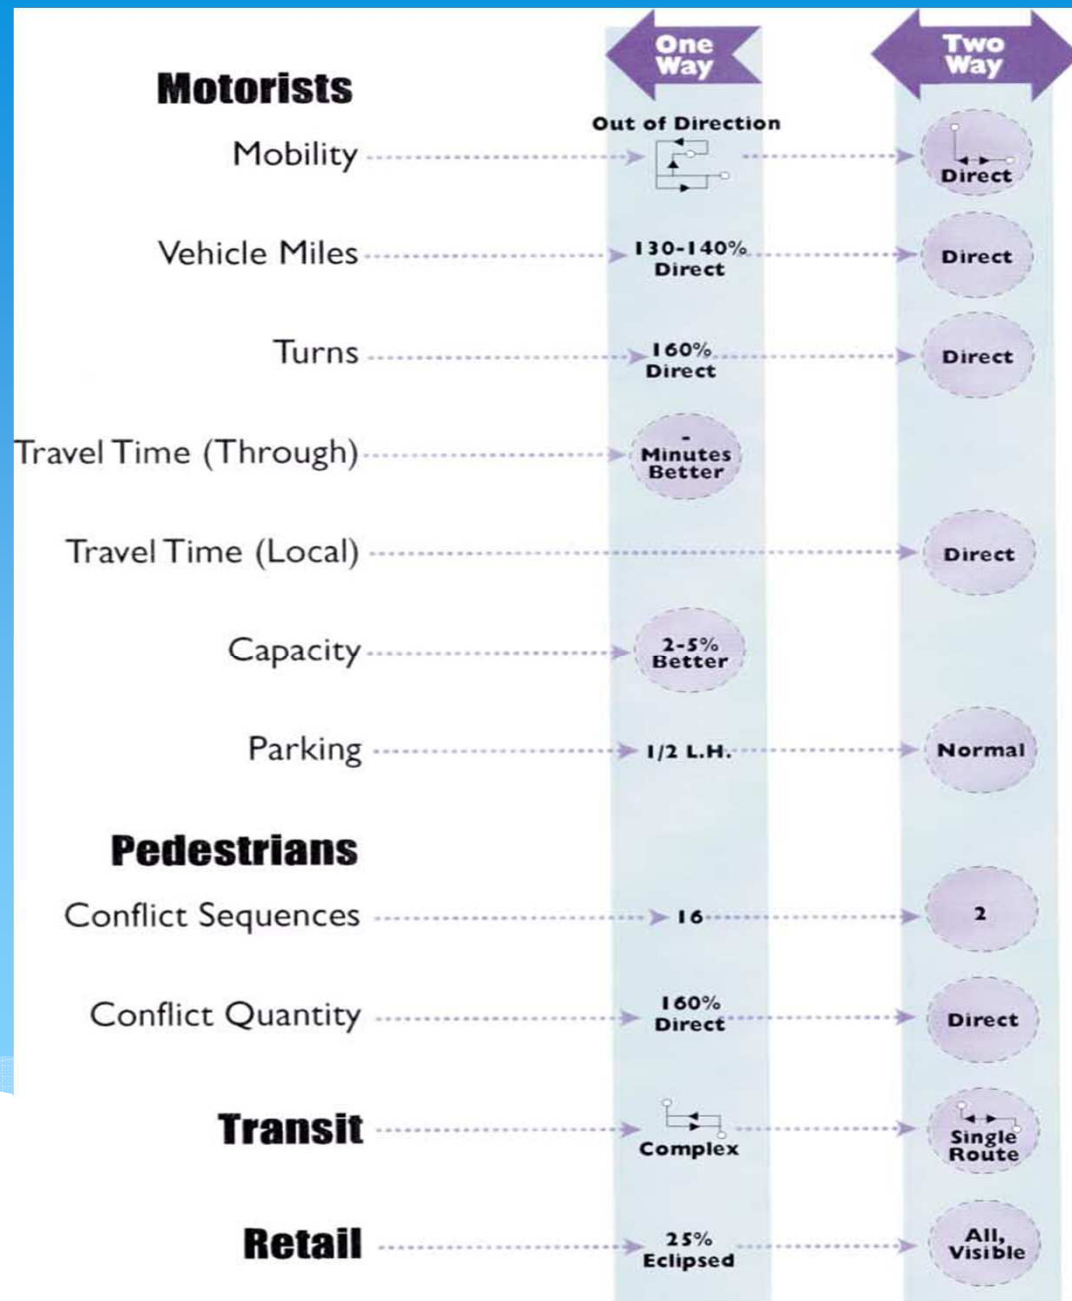 One
Way
Two
Way
Motorists
Out of Direction
Mobility
Direct
Vehicle Miles
130-140%
Direct
Direct
Turns
160%
Direct
Direct
Travel Time (Through)
-
Minutes
Better
Travel Time (Local)
Direct
Capacity
2-5%
Better
Parking
1/2 L.H.
Normal
Pedestrians
Conflict Sequences
16
2
Conflict Quantity
160%
Direct
Direct
Transit
Complex
Single
Route
Retail
25%
Eclipsed
All,
Visible